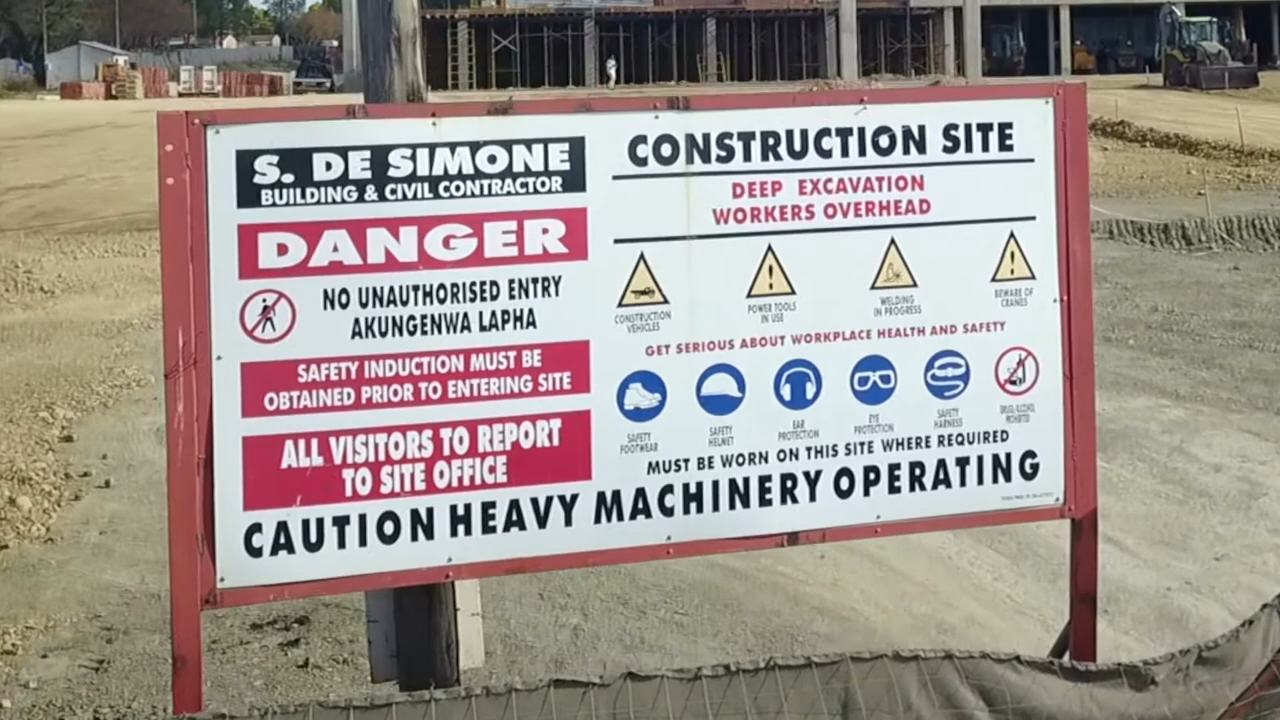 S. DE SIMONE
BUILDING & CIVIL CONTRACTOR
DANGER
NO UNAUTHORISED ENTRY
AKUNGENWA LAPHA
SAFETY INDUCTION MUST BE
OBTAINED PRIOR TO ENTERING SITE
ALL VISITORS TO REPORT
TO SITE OFFICE
CONSTRUCTION SITE
DEEP EXCAVATION
WORKERS OVERHEAD
CONSTRUCTION
VEHICLES
POWER TOOLS
IN USE
WELDING
IN PROGRESS
BEWARE OF
CRANES
GET SERIOUS ABOUT WORKPLACE HEALTH AND SAFETY
SAFETY
FOOTWEAR
SAFETY
HELMET
EAR
PROTECTION
EYE
PROTECTION
SAFETY
HARNESS
DRUGS/ALCOHOL
PROHIBITED
MUST BE WORN ON THIS SITE WHERE REQUIRED
CAUTION HEAVY MACHINERY OPERATING